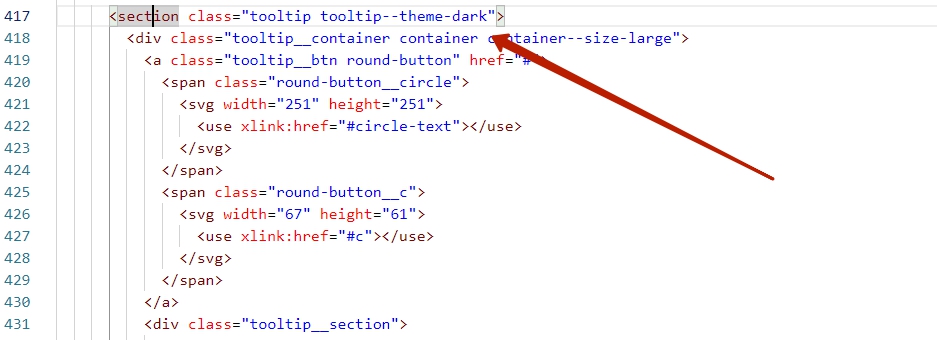 417 <section class="tooltip tooltip--theme-dark">
418 <div class="tooltip__container container container--size-large">
419 <a class="tooltip__btn round-button" href="#">
420 <span class="round-button__circle">
421 <svg width="251" height="251">
422 <use xlink:href="#circle-text"></use>
423 </svg>
424 </span>
425 <span class="round-button__c">
426 <svg width="67" height="61">
427 <use xlink:href="#c"></use>
428 </svg>
429 </span>
430 </a>
431 <div class="tooltip__section">